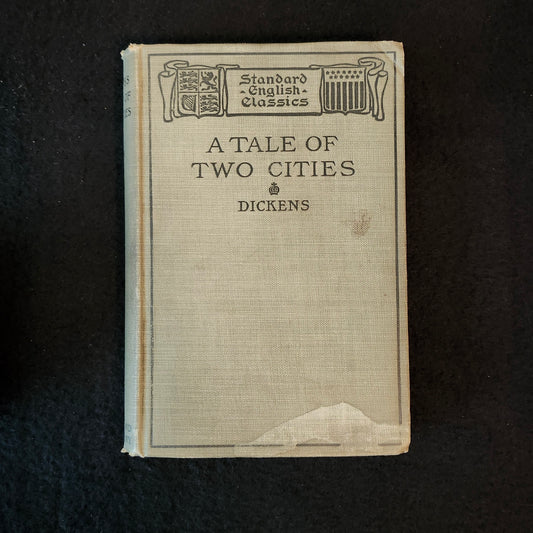 Standard
-English-
Classics
A TALE OF
TWO CITIES
DICKENS